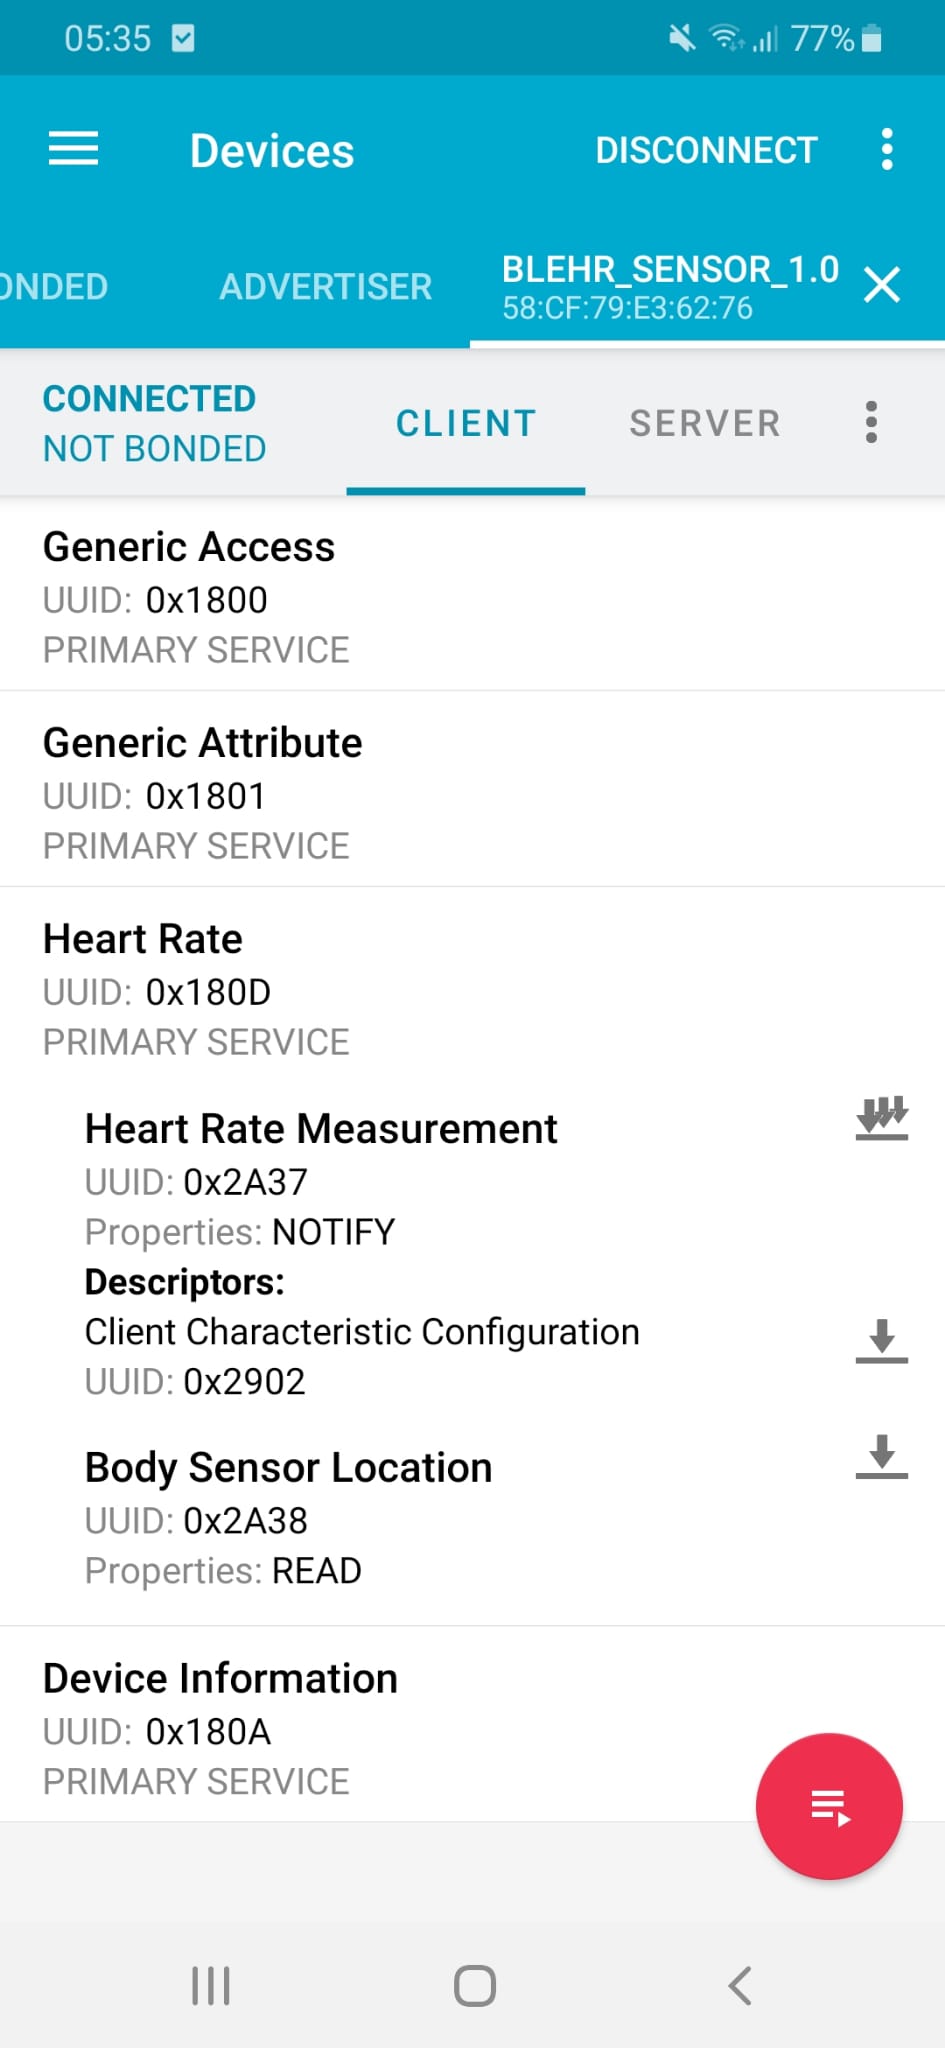 05:35
77%
Devices
DISCONNECT
ONDED
ADVERTISER
BLEHR_SENSOR_1.0
58:CF:79:E3:62:76
CONNECTED
NOT BONDED
CLIENT
SERVER
Generic Access
UUID: 0x1800
PRIMARY SERVICE
Generic Attribute
UUID: 0x1801
PRIMARY SERVICE
Heart Rate
UUID: 0x180D
PRIMARY SERVICE
Heart Rate Measurement
UUID: 0x2A37
Properties: NOTIFY
Descriptors:
Client Characteristic Configuration
UUID: 0x2902
Body Sensor Location
UUID: 0x2A38
Properties: READ
Device Information
UUID: 0x180A
PRIMARY SERVICE